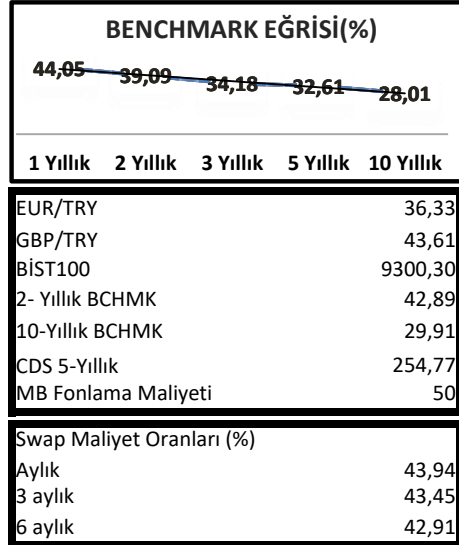 BENCHMARK EĞRİSİ(%)
44,05 39,09 34,18 32,61 28,01
1 Yıllık 2 Yıllık 3 Yıllık 5 Yıllık 10 Yıllık
EUR/TRY 36,33
GBP/TRY 43,61
BİST100 9300,30
2- Yıllık BCHMK 42,89
10-Yıllık BCHMK 29,91
CDS 5-Yıllık 254,77
MB Fonlama Maliyeti 50
Swap Maliyet Oranları (%)
Aylık 43,94
3 aylık 43,45
6 aylık 42,91